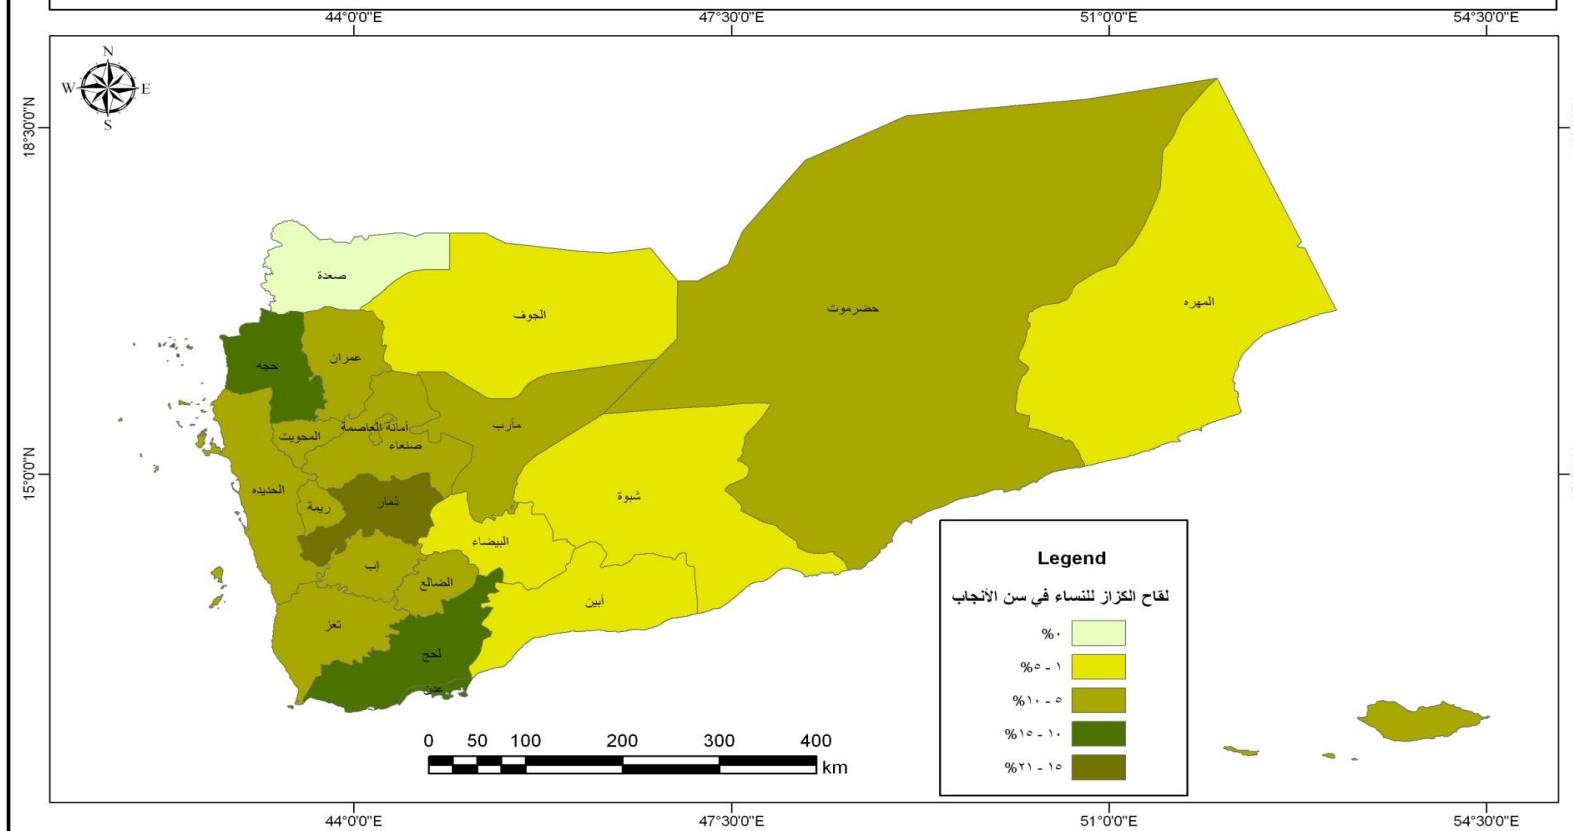 44°0'0"E 47°30'0"E 51°0'0"E 54°30'0"E
N
W E
S
18°30'0"N
15°0'0"N
صعدة
الجوف
حضرموت
المهره
عمران
حجه
مأرب
أمانة العاصمة
المحويت
صنعاء
شبوة
الحديده
ريمة
ذمار
البيضاء
اب
الضالع
أبين
تعز
لحج
عدن
Legend
لقاح الكزاز للنساء في سن الأنجاب
%٠
%٥ - ١
%١٠ - ٥
%١٥ - ١٠
%٢١ - ١٥
0 50 100 200 300 400
km
44°0'0"E 47°30'0"E 51°0'0"E 54°30'0"E